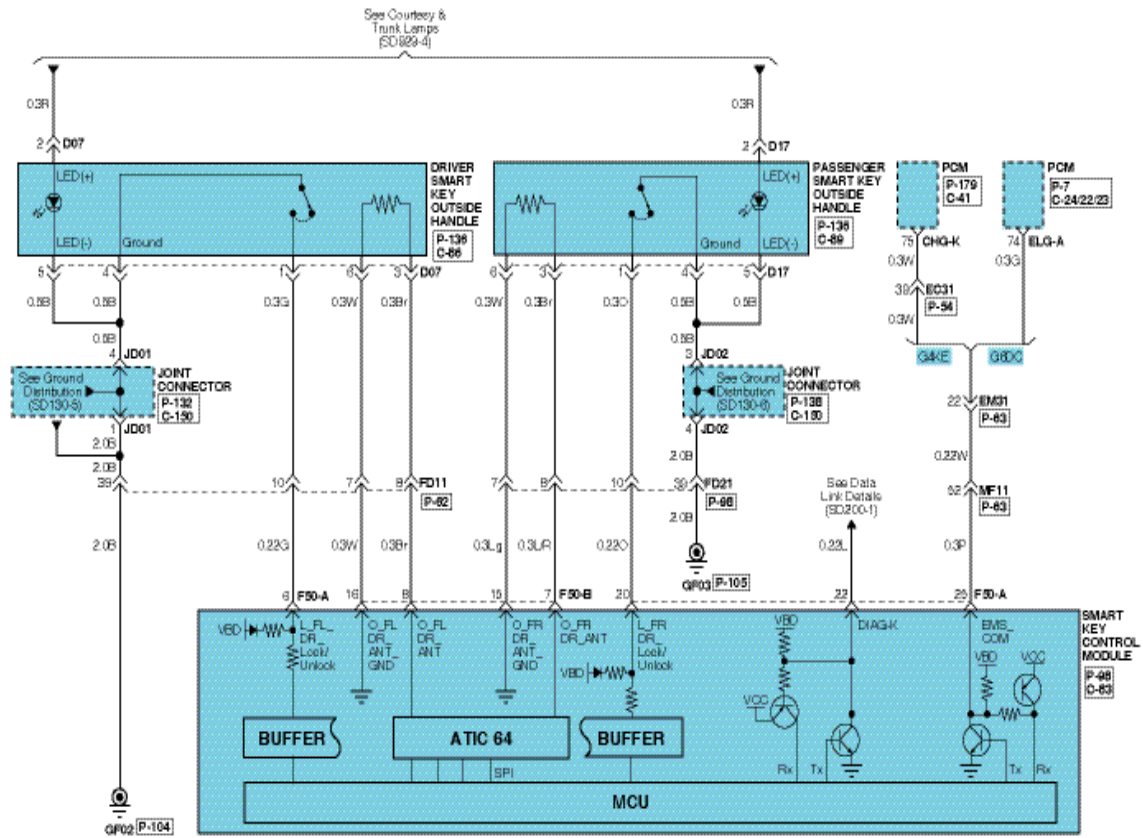 See Courtesy &
Trunk Lamps
(SD929-4)
0.3R
0.3R
2 D07
2 D17
LED(+)
LED(-)
Ground
DRIVER
SMART
KEY
OUTSIDE
HANDLE
P-136
C-86
LED(+)
LED(-)
Ground
PASSENGER
SMART KEY
OUTSIDE
HANDLE
P-136
C-89
PCM
P-179
C-41
PCM
P-7
C-24/22/23
75 CHG-K
74 ELG-A
0.3W
0.3G
39 EC31
P-54
0.3W
G4KE
G6DC
5 4 1 6 3 D07
6 3 1 4 5 D17
0.5B 0.5B 0.3G 0.3W 0.3Br
0.3W 0.3Br 0.3O 0.5B 0.5B
0.5B
0.5B
4 JD01
3 JD02
See Ground
Distribution
(SD130-5)
JOINT
CONNECTOR
P-132
C-150
See Ground
Distribution
(SD130-6)
JOINT
CONNECTOR
P-138
C-150
1 JD01
4 JD02
2.0B
2.0B
2.0B
22 EM31
P-63
0.22W
39 10 7 8 FD11
P-62
7 8 10 39 FD21
P-98
See Data
Link Details
(SD200-1)
52 MF11
P-63
2.0B 0.22G 0.3W 0.3Br 0.3Lg 0.3L/R 0.22O 2.0B 0.22L 0.3P
GF03 P-105
6 F50-A 16 8 15 7 F50-B 20 22 25 F50-A
VBD
L_FL_
DR_
Lock/
Unlock
O_FL
DR_
ANT_
GND
O_FL
DR_
ANT
O_FR
DR_
ANT_
GND
O_FR
DR_ANT
L_FR
DR_
Lock/
Unlock
VBD
VBD
VCC
DIAG-K
EMS_
COM
VBD
VCC
SMART
KEY
CONTROL
MODULE
P-98
C-63
BUFFER
ATIC 64
BUFFER
SPI
Rx Tx Tx Rx
MCU
GF02 P-104